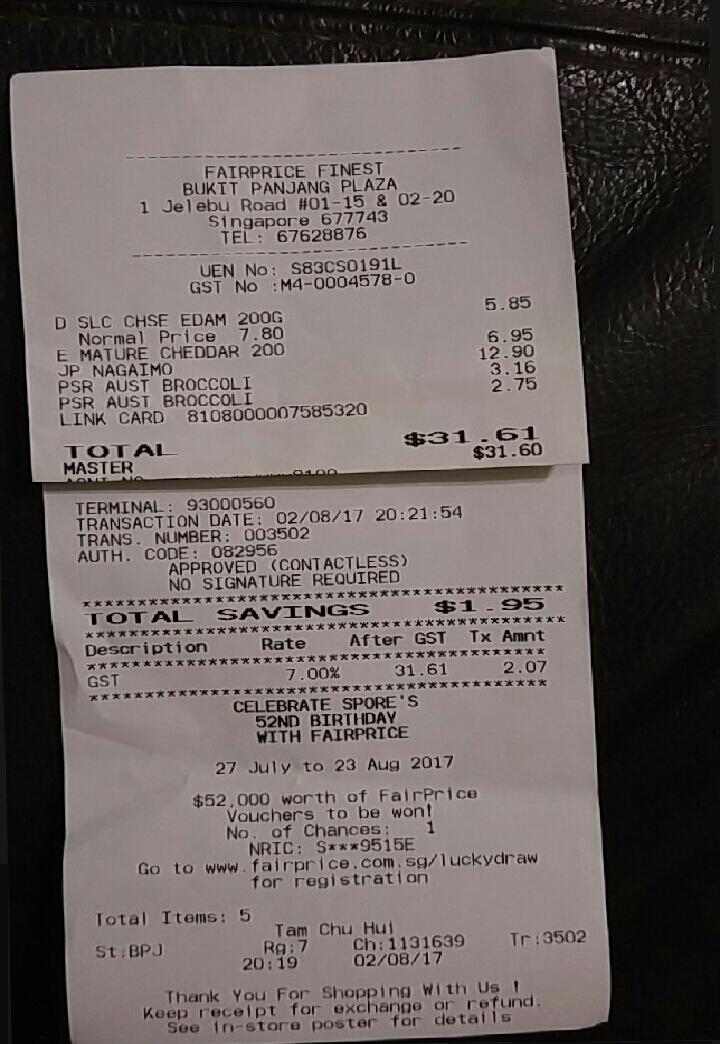 FAIRPRICE FINEST
BUKIT PANJANG PLAZA
1 Jelebu Road #01-15 & 02-20
Singapore 677743
TEL: 67628876
UEN No: S83CS0191L
GST No :M4-0004578-0
D SLC CHSE EDAM 200G 5.85
Normal Price 7.80
E MATURE CHEDDAR 200 6.95
JP NAGAIMO 12.90
PSR AUST BROCCOLI 3.16
PSR AUST BROCCOLI 2.75
LINK CARD 8108000007585320
TOTAL $31.61
MASTER $31.60
TERMINAL: 93000560
TRANSACTION DATE: 02/08/17 20:21:54
TRANS. NUMBER: 003502
AUTH. CODE: 082956
APPROVED (CONTACTLESS)
NO SIGNATURE REQUIRED
TOTAL SAVINGS $1.95
Description Rate After GST Tx Amnt
GST 7.00% 31.61 2.07
CELEBRATE SPORE'S
52ND BIRTHDAY
WITH FAIRPRICE
27 July to 23 Aug 2017
$52,000 worth of FairPrice
Vouchers to be won!
No. of Chances: 1
NRIC: S***9515E
Go to www.fairprice.com.sg/luckydraw
for registration
Total Items: 5
Tam Chu Hui
St:BPJ Rg:7 Ch:1131639 Tr:3502
20:19 02/08/17
Thank You For Shopping With Us !
Keep receipt for exchange or refund.
See in-store poster for details